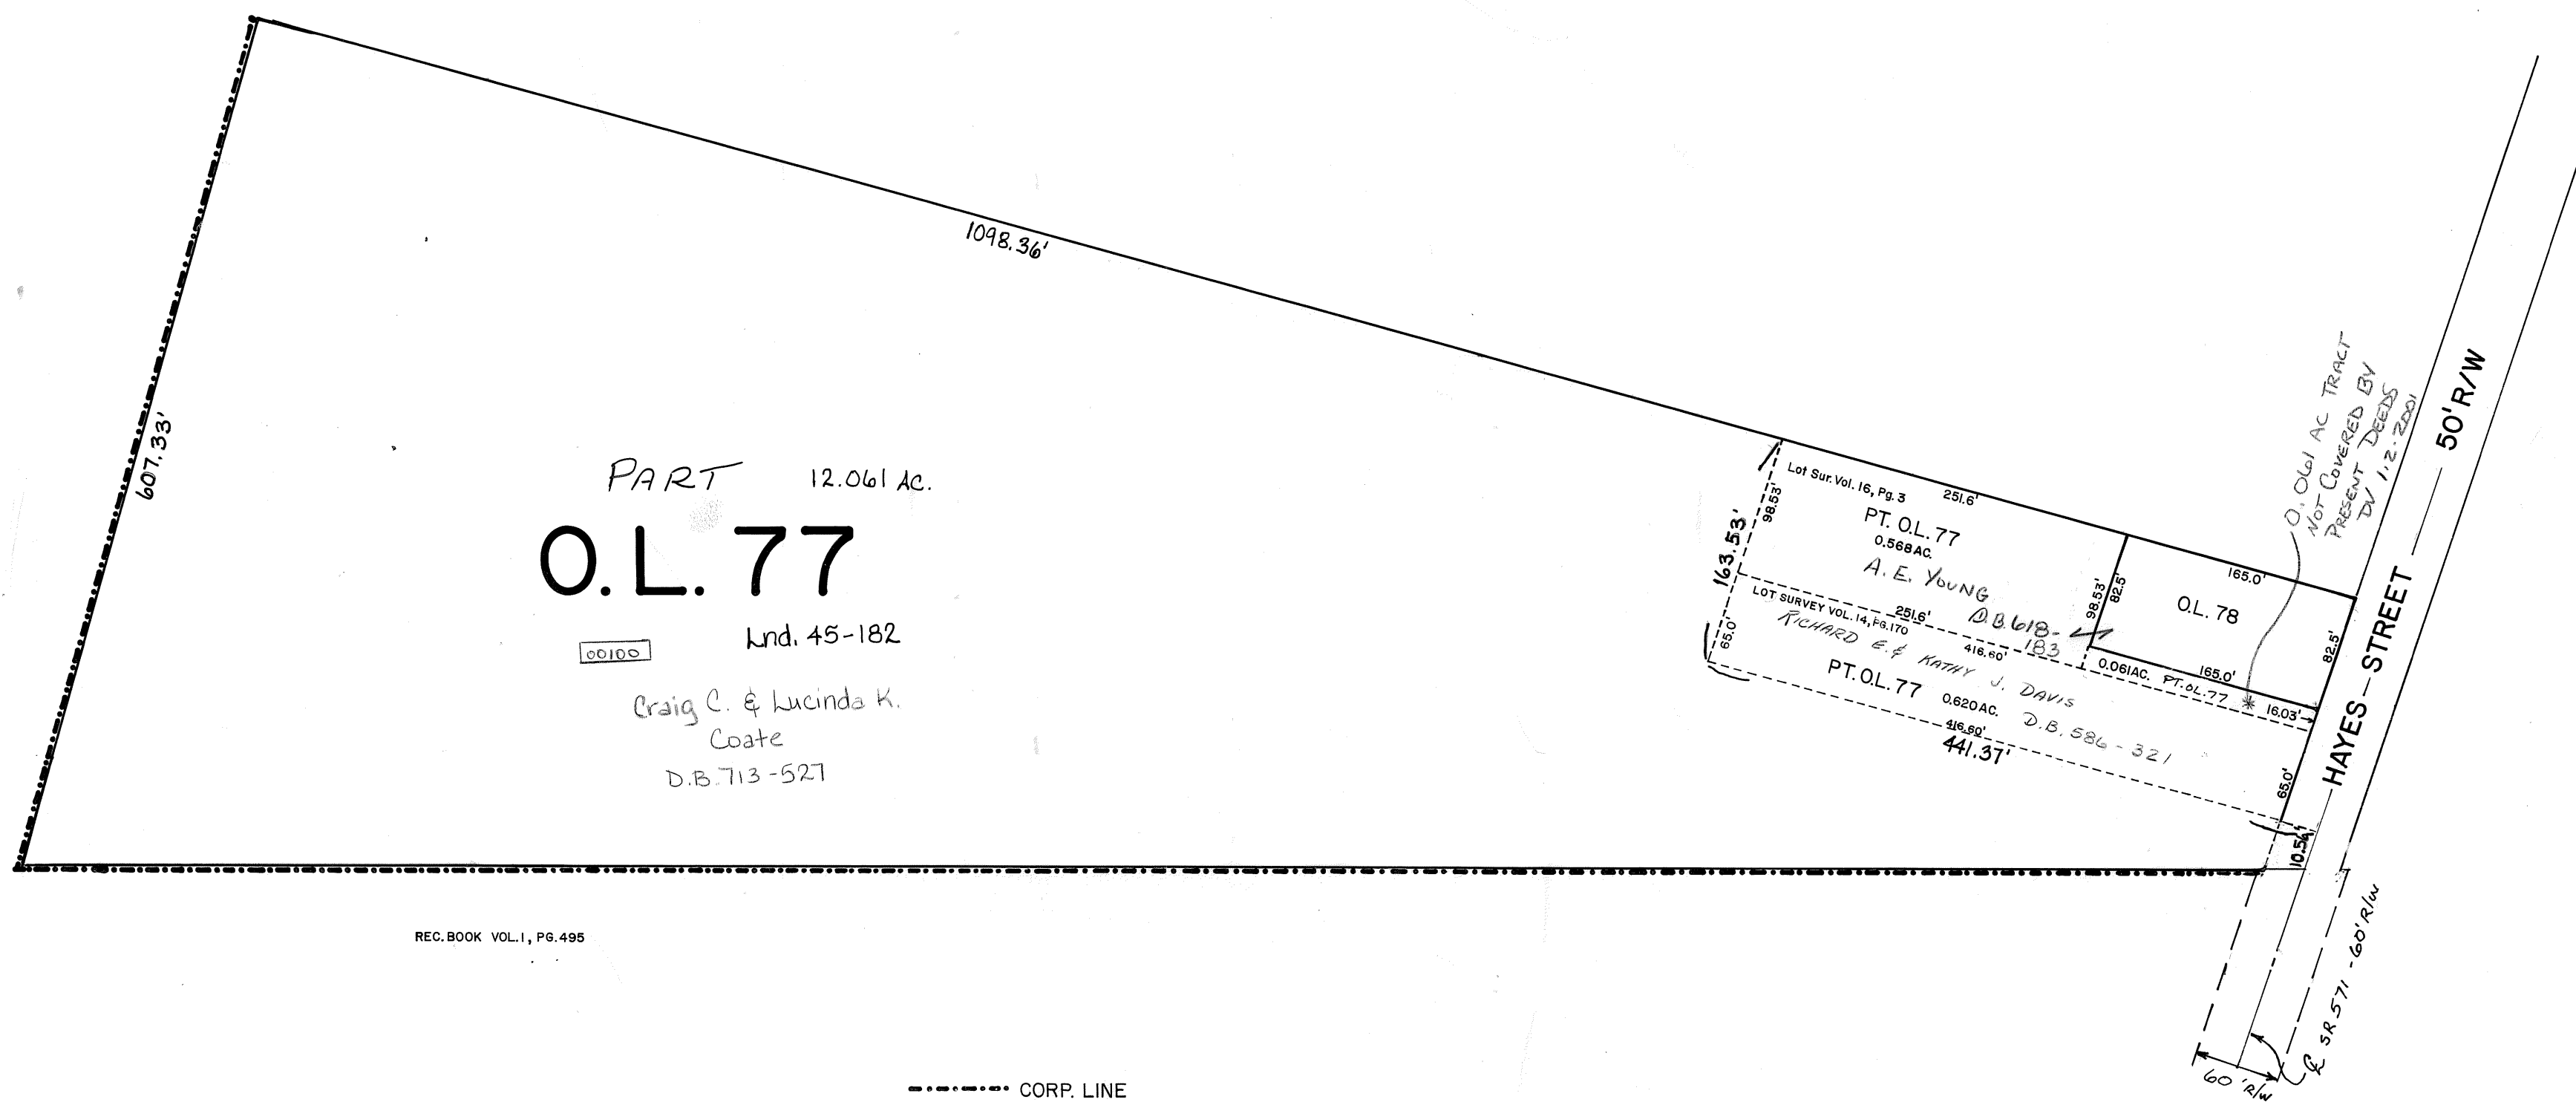 1098.36'
607.33'
PART 12.061 AC.
O.L. 77
Lnd. 45-182
00100
Craig C. & Lucinda K.
Coate
D.B. 713-527
163.53'
Lot Sur. Vol. 16, Pg. 3
251.6'
98.53'
PT. O.L. 77
0.568 AC.
A. E. YOUNG
D.B. 618-
183
98.53'
82.5'
LOT SURVEY VOL. 14, PG. 170
251.6'
416.60'
RICHARD E. & KATHY J. DAVIS
65.0'
PT. O.L. 77
0.620 AC.
D.B. 586-321
416.60'
441.37'
165.0'
O.L. 78
82.5'
165.0'
0.061 AC. PT. O.L. 77
*
16.03'
65.0'
10.56'
0.061 AC TRACT
NOT COVERED BY
PRESENT DEEDS
DV 1.2.2001
HAYES STREET 50' R/W
REC. BOOK VOL. 1, PG. 495
CORP. LINE
℄ SR 571 - 60' R/W
60' R/W